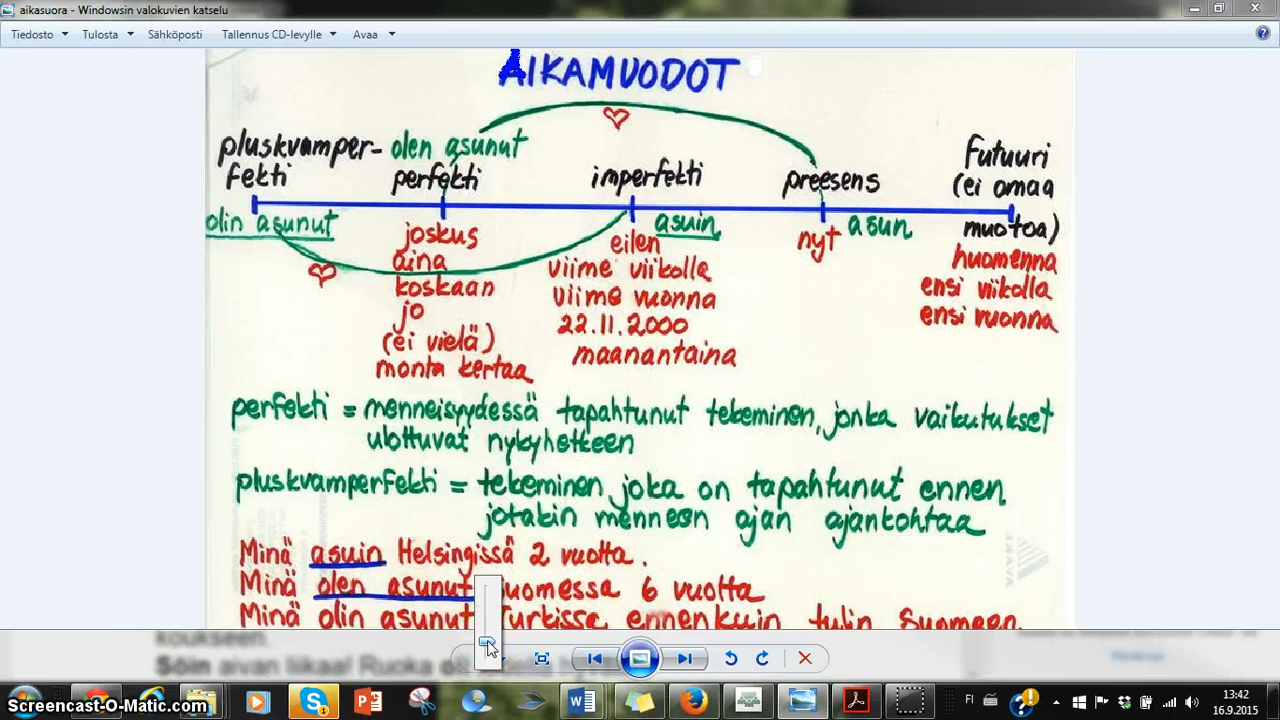 aikasuora - Windowsin valokuvien katselu
Tiedosto Tulosta Sähköposti Tallennus CD-levylle Avaa
AIKAMUODOT
pluskvamper-
fekti
olen asunut
perfekti
imperfekti
preesens
Futuuri
(ei omaa
muotoa)
olin asunut
asuin
asun
joskus
aina
koskaan
jo
(ei vielä)
monta kertaa
eilen
viime viikolla
viime vuonna
22.11.2000
maanantaina
nyt
huomenna
ensi viikolla
ensi vuonna
perfekti = menneisyydessä tapahtunut tekeminen, jonka vaikutukset
ulottuvat nykyhetkeen
pluskvamperfekti = tekeminen, joka on tapahtunut ennen
jotakin menneen ajan ajankohtaa
Minä asuin Helsingissä 2 vuotta.
Minä olen asunut Suomessa 6 vuotta
Minä olin asunut Turkissa ennenkuin tulin Suomeen
koukseen.
Söin aivan liikaa!
Screencast-O-Matic.com
FI
13:42
16.9.2015